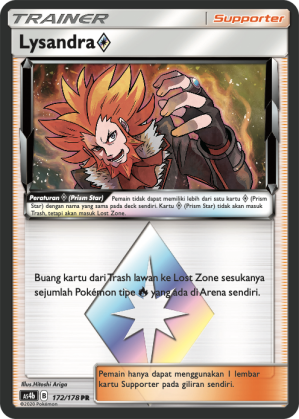 TRAINER Supporter
Lysandra◇
Peraturan ◇ (Prism Star) Pemain tidak dapat memiliki lebih dari satu kartu ◇ (Prism
Star) dengan nama yang sama pada deck sendiri. Kartu ◇ (Prism Star) tidak akan masuk
Trash, tetapi akan masuk Lost Zone.
Buang kartu dari Trash lawan ke Lost Zone sesukanya
sejumlah Pokémon tipe yang ada di Arena sendiri.
Illus.Hitoshi Ariga
AS4b D 172/178 PR
©2020 Pokémon
Pemain hanya dapat menggunakan 1 lembar
kartu Supporter pada giliran sendiri.